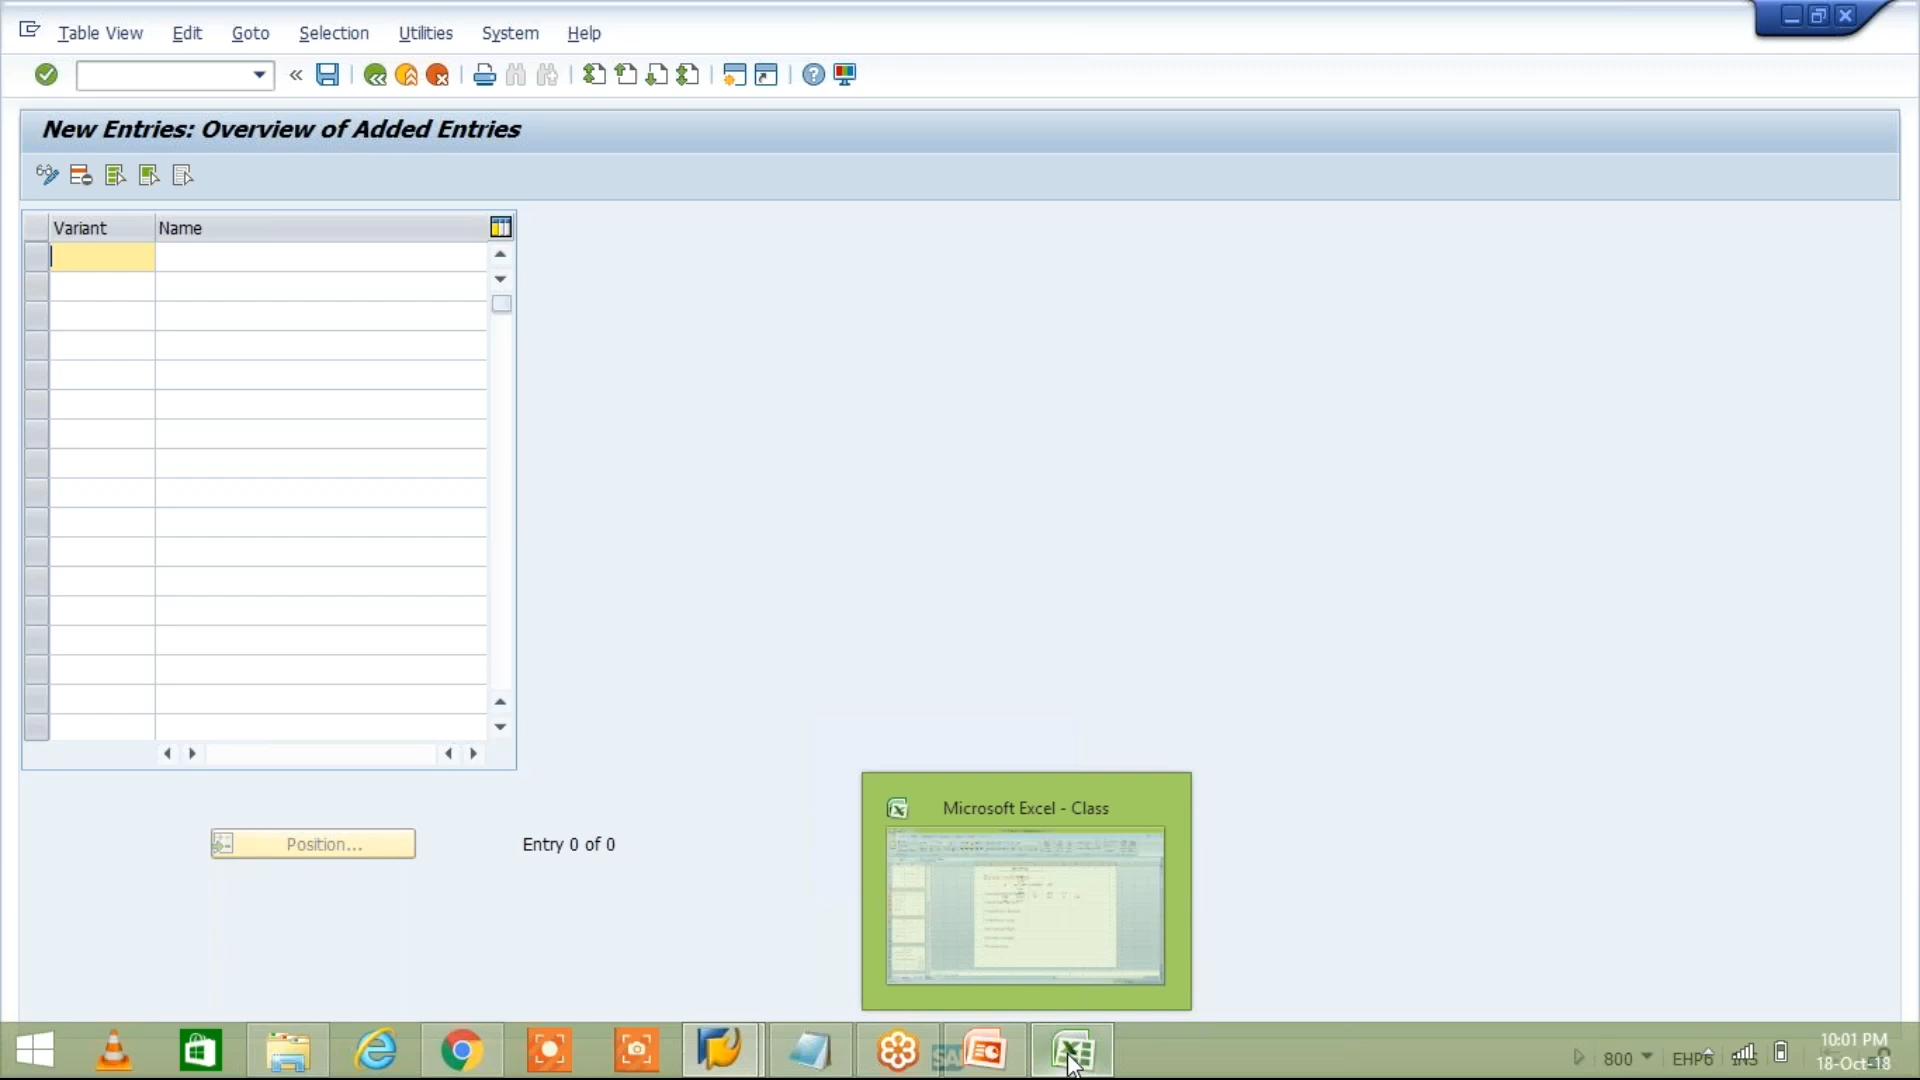 Table View Edit Goto Selection Utilities System Help
New Entries: Overview of Added Entries
Variant Name
Position... Entry 0 of 0
Microsoft Excel - Class
800 EHP6 INS
10:01 PM
18-Oct-18